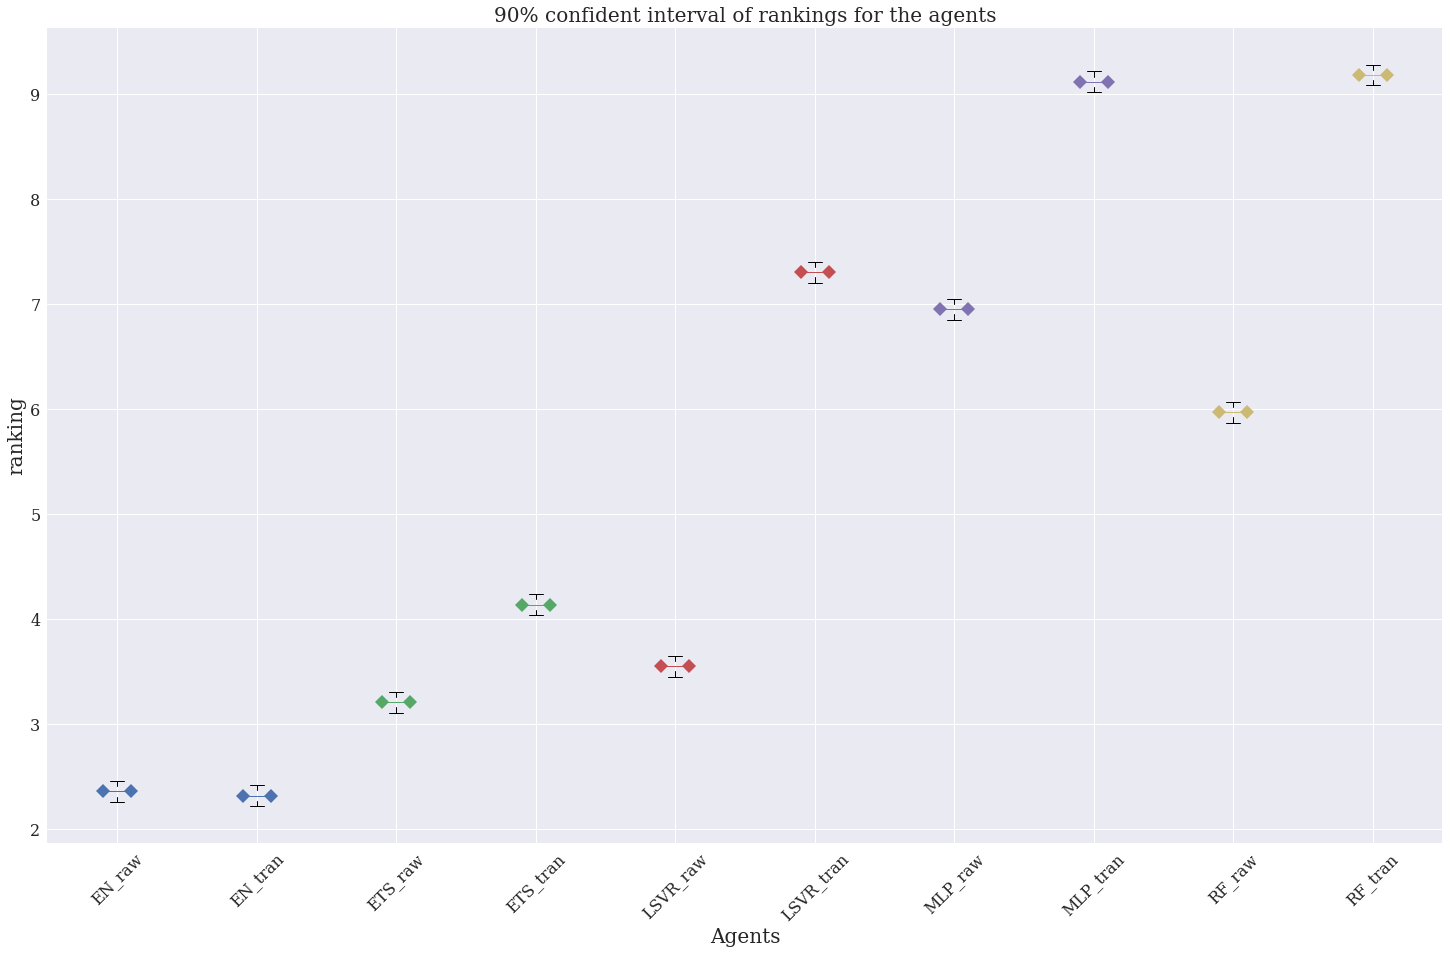 90% confident interval of rankings for the agents
9
8
7
6
5
4
3
2
ranking
EN_raw
EN_tran
ETS_raw
ETS_tran
LSVR_raw
LSVR_tran
MLP_raw
MLP_tran
RF_raw
RF_tran
Agents